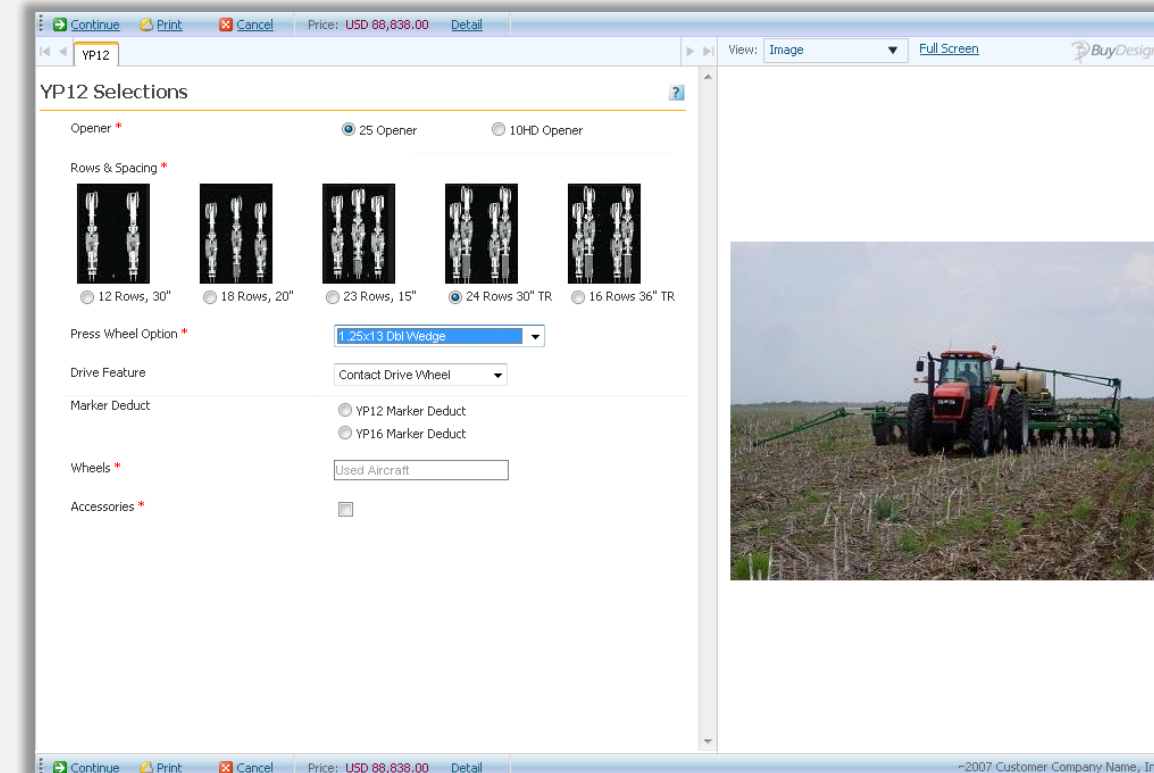 Continue Print Cancel Price: USD 88,838.00 Detail
YP12 View: Image Full Screen BuyDesign
YP12 Selections ?
Opener * 25 Opener 10HD Opener
Rows & Spacing *
12 Rows, 30" 18 Rows, 20" 23 Rows, 15" 24 Rows 30" TR 16 Rows 36" TR
Press Wheel Option * 1.25x13 Dbl Wedge
Drive Feature Contact Drive Wheel
Marker Deduct YP12 Marker Deduct
YP16 Marker Deduct
Wheels * Used Aircraft
Accessories *
Continue Print Cancel Price: USD 88,838.00 Detail ~2007 Customer Company Name, In